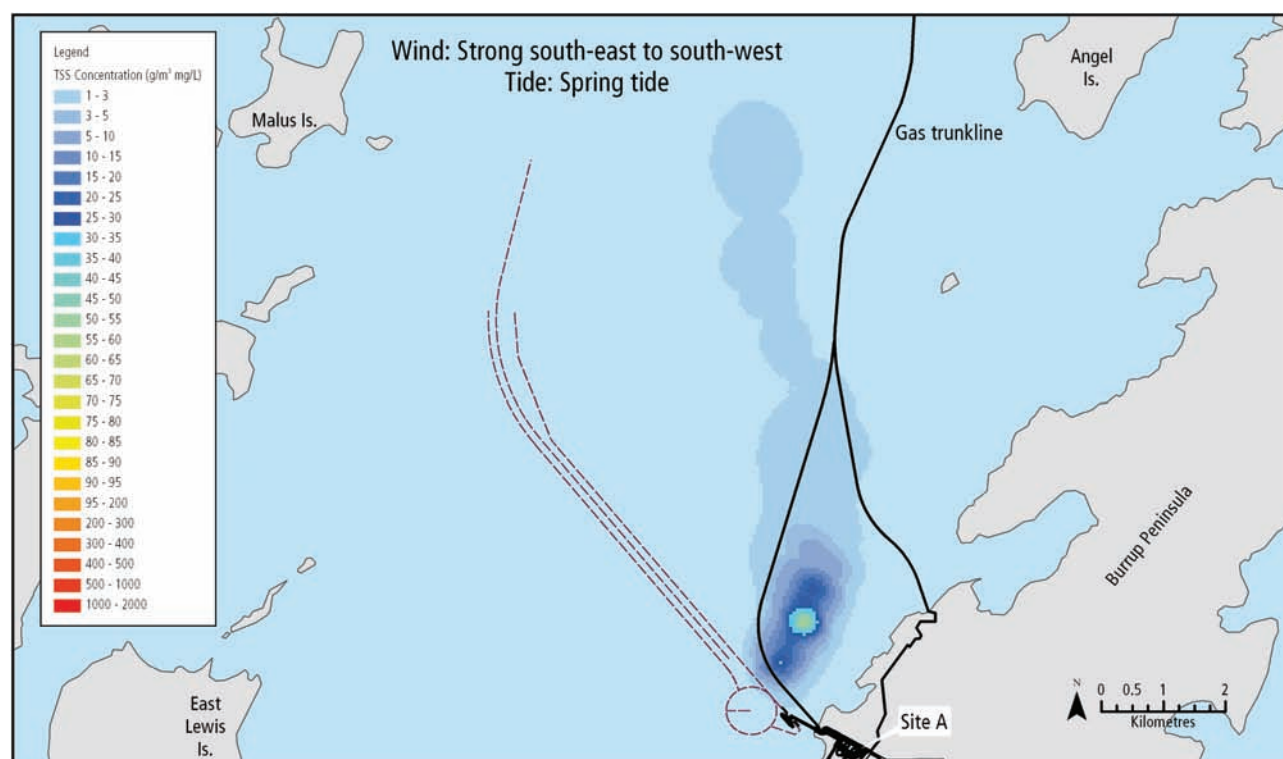 Wind: Strong south-east to south-west
Tide: Spring tide
Legend
TSS Concentration (g/m³ mg/L)
1 - 3
3 - 5
5 - 10
10 - 15
15 - 20
20 - 25
25 - 30
30 - 35
35 - 40
40 - 45
45 - 50
50 - 55
55 - 60
60 - 65
65 - 70
70 - 75
75 - 80
80 - 85
85 - 90
90 - 95
95 - 200
200 - 300
300 - 400
400 - 500
500 - 1000
1000 - 2000
Malus Is.
Angel
Is.
Gas trunkline
Burrup Peninsula
East
Lewis
Is.
Site A
N
0 0.5 1 2
Kilometres